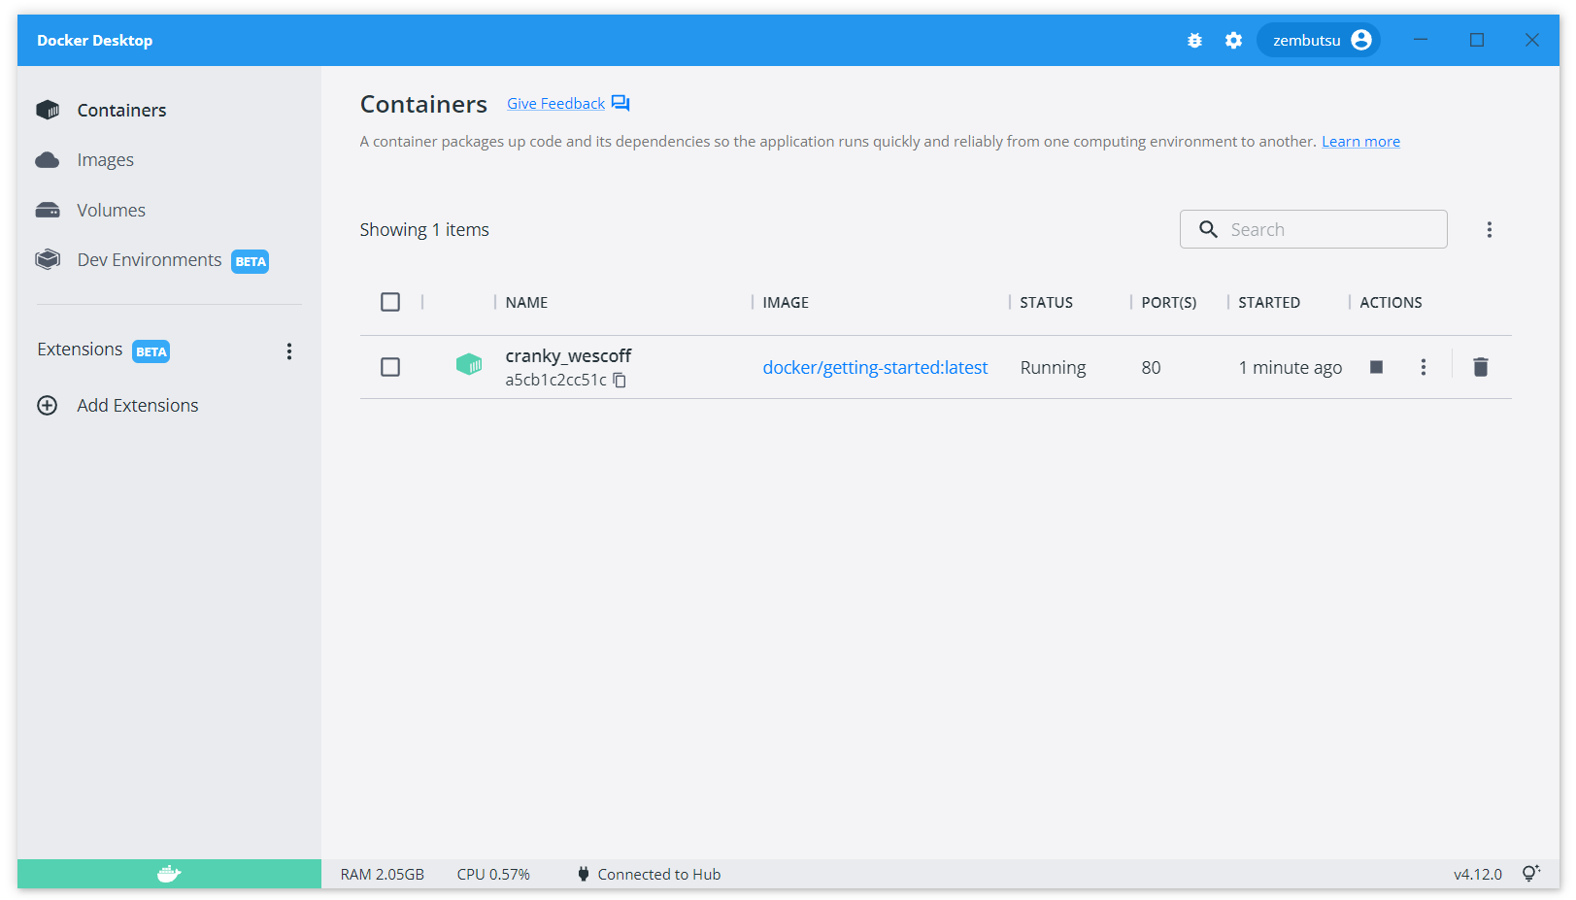 Docker Desktop
zembutsu
Containers
Images
Volumes
Dev Environments BETA
Extensions BETA
Add Extensions
Containers Give Feedback
A container packages up code and its dependencies so the application runs quickly and reliably from one computing environment to another. Learn more
Showing 1 items
Search
NAME IMAGE STATUS PORT(S) STARTED ACTIONS
cranky_wescoff
a5cb1c2cc51c
docker/getting-started:latest Running 80 1 minute ago
RAM 2.05GB CPU 0.57% Connected to Hub v4.12.0